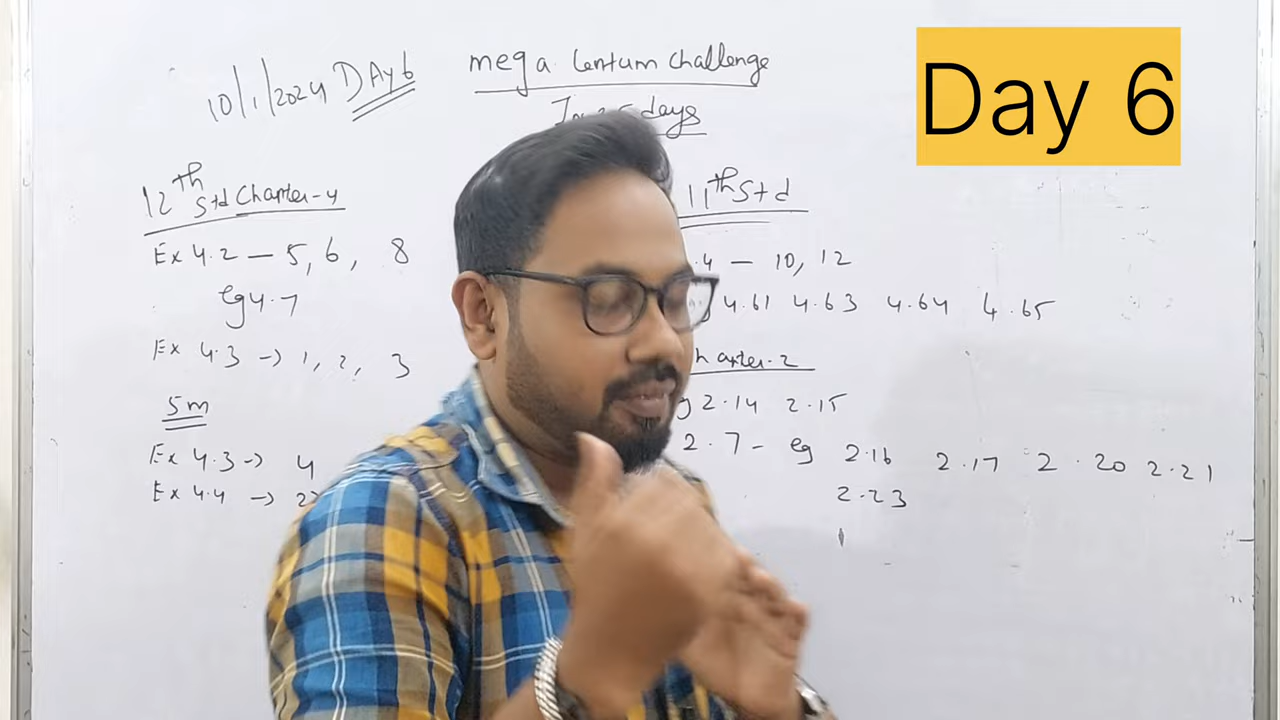 10/1/2024 DAy 6
mega Centum Challenge
days
Day 6
12th std Chapter-4
Ex 4.2 — 5, 6, 8
eg 4.7
Ex 4.3 -> 1, 2, 3
5m
Ex 4.3 -> 4
Ex 4.4 ->
11th Std
.4 — 10, 12
4.61 4.63 4.64 4.65
hapter-2
g 2.14 2.15
2.7 - eg 2.16 2.17 2.20 2.21
2.23